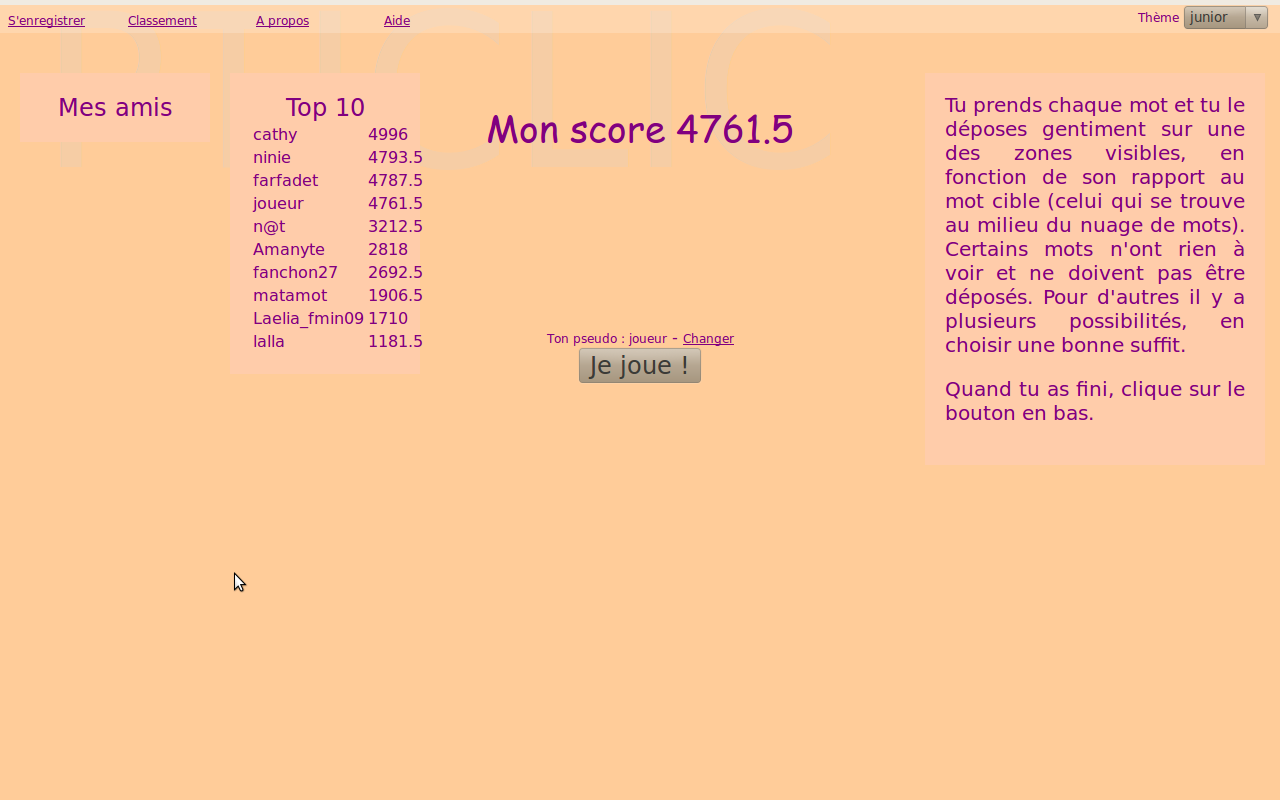 S'enregistrer Classement A propos Aide Thème junior
PTICLIC
Mes amis
Top 10
cathy 4996
ninie 4793.5
farfadet 4787.5
joueur 4761.5
n@t 3212.5
Amanyte 2818
fanchon27 2692.5
matamot 1906.5
Laelia_fmin09 1710
lalla 1181.5
Mon score 4761.5
Ton pseudo : joueur - Changer
Je joue !
Tu prends chaque mot et tu le
déposes gentiment sur une
des zones visibles, en
fonction de son rapport au
mot cible (celui qui se trouve
au milieu du nuage de mots).
Certains mots n'ont rien à
voir et ne doivent pas être
déposés. Pour d'autres il y a
plusieurs possibilités, en
choisir une bonne suffit.
Quand tu as fini, clique sur le
bouton en bas.